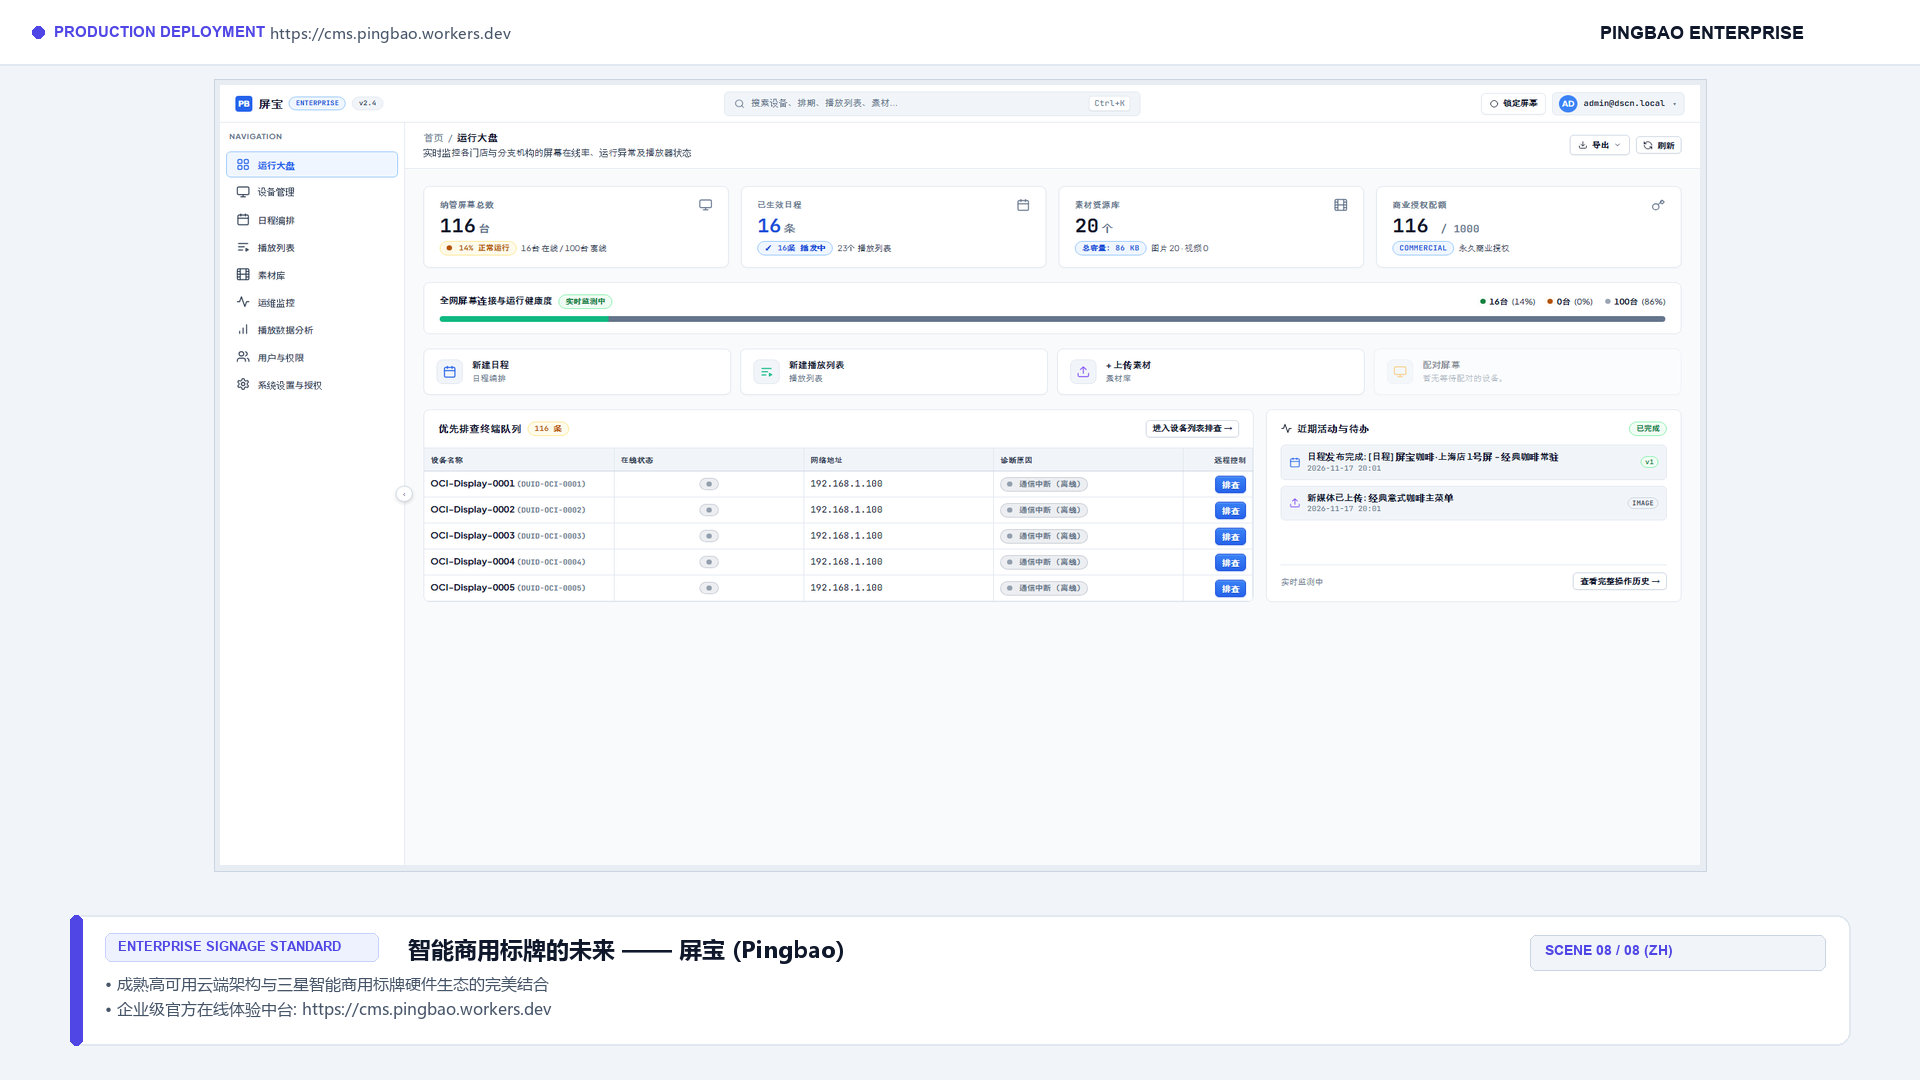 PRODUCTION DEPLOYMENT https://cms.pingbao.workers.dev
PINGBAO ENTERPRISE
PB 屏宝 ENTERPRISE v2.4
搜索设备、排期、播放列表、素材... Ctrl+K
锁定屏幕
AD admin@dscn.local
NAVIGATION
运行大盘
设备管理
日程编排
播放列表
素材库
运维监控
播放数据分析
用户与权限
系统设置与授权
首页 / 运行大盘
实时监控各门店与分支机构的屏幕在线率、运行异常及播放器状态
导出
刷新
纳管屏幕总数
116 台
14% 正常运行 16台在线 / 100台离线
已生效日程
16 条
✓ 16条 播发中 23个 播放列表
素材资源库
20 个
总容量: 86 KB 图片 20 · 视频 0
商业授权配额
116 / 1000
COMMERCIAL 永久商业授权
全网屏幕连接与运行健康度 实时监测中
16台 (14%) 0台 (0%) 100台 (86%)
新建日程
日程编排
新建播放列表
播放列表
+ 上传素材
素材库
配对屏幕
暂无等待配对的设备。
优先排查终端队列 116 条
进入设备列表排查 →
设备名称 在线状态 网络地址 诊断原因 远程控制
OCI-Display-0001 (DUID-OCI-0001) 192.168.1.100 通信中断 (离线) 排查
OCI-Display-0002 (DUID-OCI-0002) 192.168.1.100 通信中断 (离线) 排查
OCI-Display-0003 (DUID-OCI-0003) 192.168.1.100 通信中断 (离线) 排查
OCI-Display-0004 (DUID-OCI-0004) 192.168.1.100 通信中断 (离线) 排查
OCI-Display-0005 (DUID-OCI-0005) 192.168.1.100 通信中断 (离线) 排查
近期活动与待办 已完成
日程发布完成: [日程] 屏宝咖啡 · 上海店 1号屏 - 经典咖啡常驻
2026-11-17 20:01
v1
新媒体已上传: 经典意式咖啡主菜单
2026-11-17 20:01
IMAGE
实时监测中
查看完整操作历史 →
ENTERPRISE SIGNAGE STANDARD
智能商用标牌的未来 —— 屏宝 (Pingbao)
SCENE 08 / 08 (ZH)
• 成熟高可用云端架构与三星智能商用标牌硬件生态的完美结合
• 企业级官方在线体验中台: https://cms.pingbao.workers.dev